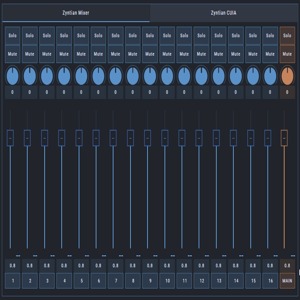 Zyntian Mixer Zyntian CUIA
Solo Solo Solo Solo Solo Solo Solo Solo Solo Solo Solo Solo Solo Solo Solo Solo Solo
Mute Mute Mute Mute Mute Mute Mute Mute Mute Mute Mute Mute Mute Mute Mute Mute Mute
0 0 0 0 0 0 0 0 0 0 0 0 0 0 0 0 0
0.8 0.8 0.8 0.8 0.8 0.8 0.8 0.8 0.8 0.8 0.8 0.8 0.8 0.8 0.8 0.8 0.8
1 2 3 4 5 6 7 8 9 10 11 12 13 14 15 16 MAIN